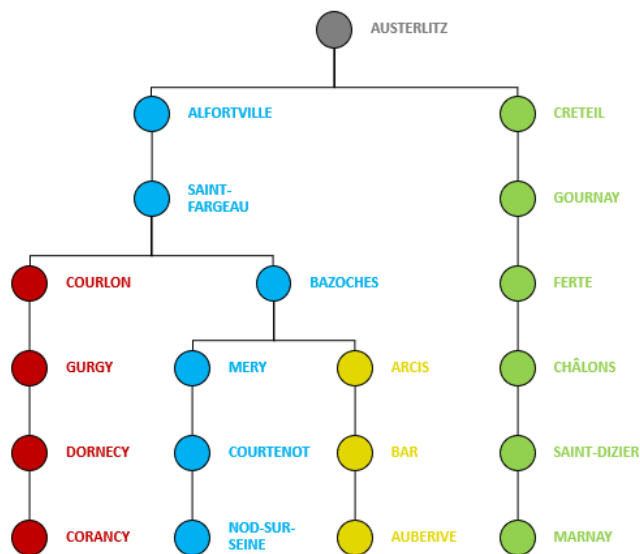 AUSTERLITZ
ALFORTVILLE
CRETEIL
SAINT-
FARGEAU
GOURNAY
COURLON
BAZOCHES
FERTE
GURGY
MERY
ARCIS
CHÂLONS
DORNECY
COURTENOT
BAR
SAINT-DIZIER
CORANCY
NOD-SUR-
SEINE
AUBERIVE
MARNAY